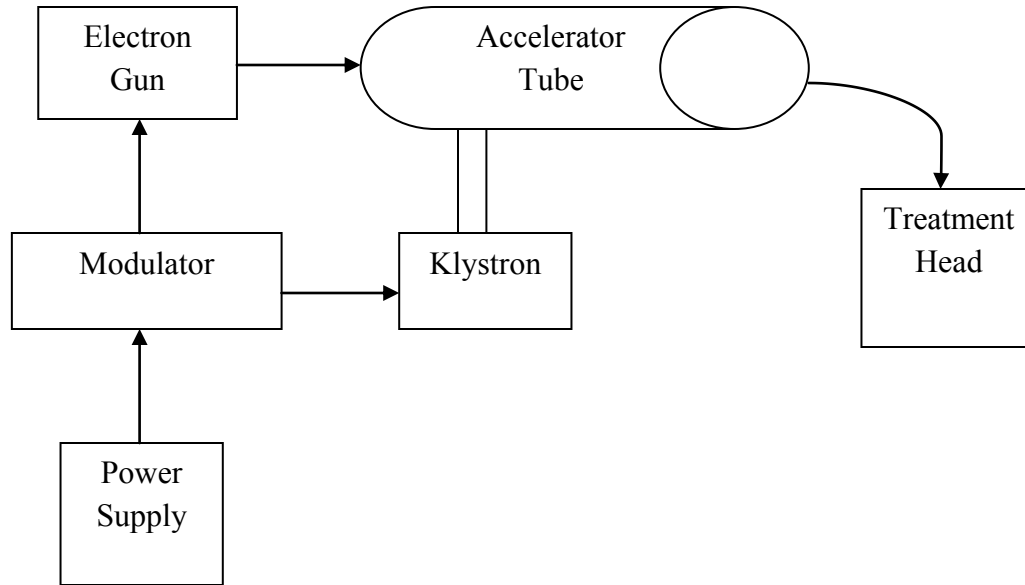 Electron
Gun
Accelerator
Tube
Treatment
Head
Modulator
Klystron
Power
Supply